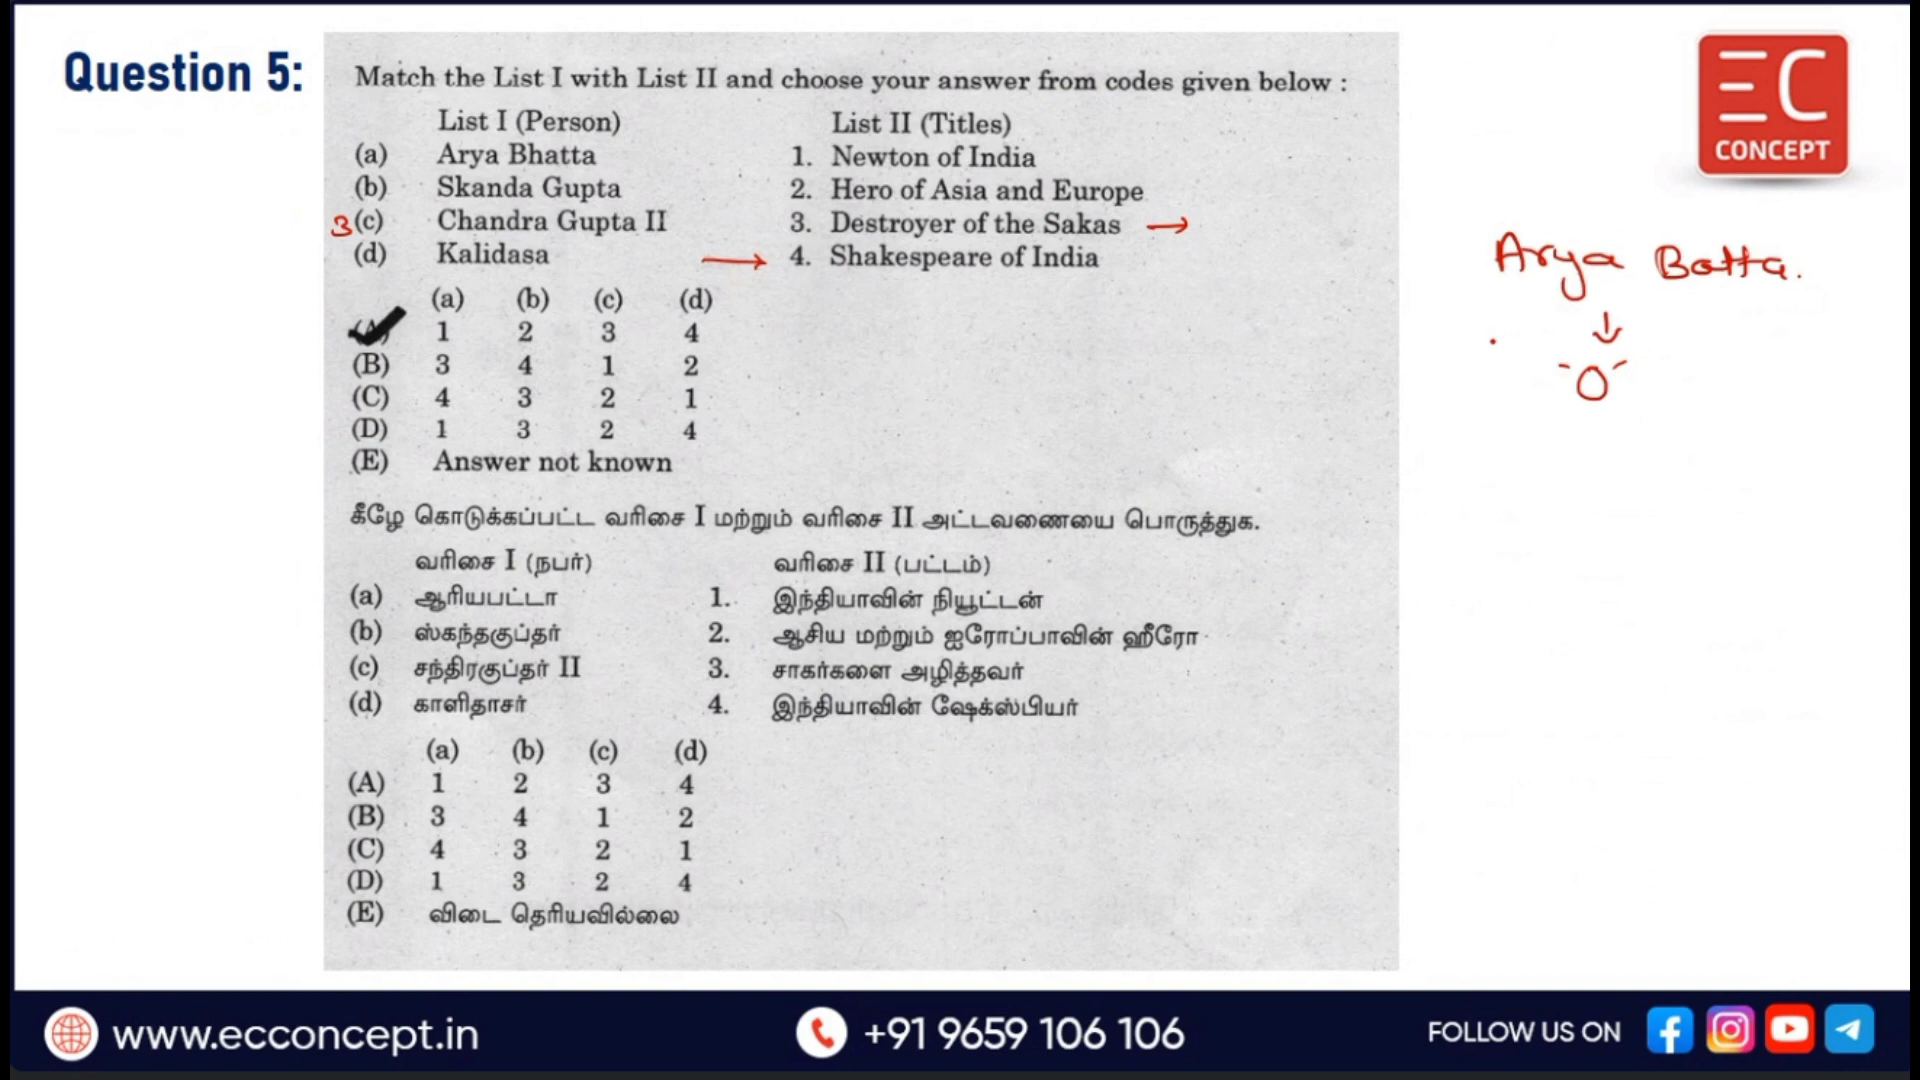 Question 5:
Match the List I with List II and choose your answer from codes given below :
List I (Person) List II (Titles)
(a) Arya Bhatta 1. Newton of India
(b) Skanda Gupta 2. Hero of Asia and Europe
3 (c) Chandra Gupta II 3. Destroyer of the Sakas →
(d) Kalidasa → 4. Shakespeare of India
(a) (b) (c) (d)
(A) 1 2 3 4
(B) 3 4 1 2
(C) 4 3 2 1
(D) 1 3 2 4
(E) Answer not known
கீழே கொடுக்கப்பட்ட வரிசை I மற்றும் வரிசை II அட்டவணையை பொருத்துக.
வரிசை I (நபர்) வரிசை II (பட்டம்)
(a) ஆரியபட்டா 1. இந்தியாவின் நியூட்டன்
(b) ஸ்கந்தகுப்தர் 2. ஆசிய மற்றும் ஐரோப்பாவின் ஹீரோ
(c) சந்திரகுப்தர் II 3. சாகர்களை அழித்தவர்
(d) காளிதாசர் 4. இந்தியாவின் ஷேக்ஸ்பியர்
(a) (b) (c) (d)
(A) 1 2 3 4
(B) 3 4 1 2
(C) 4 3 2 1
(D) 1 3 2 4
(E) விடை தெரியவில்லை
EC
CONCEPT
Arya Batta.
↓
"0"
www.ecconcept.in +91 9659 106 106 FOLLOW US ON